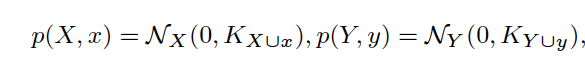 p(X, x) = 𝒩_X(0, K_{X∪x}), p(Y, y) = 𝒩_Y(0, K_{Y∪y}),